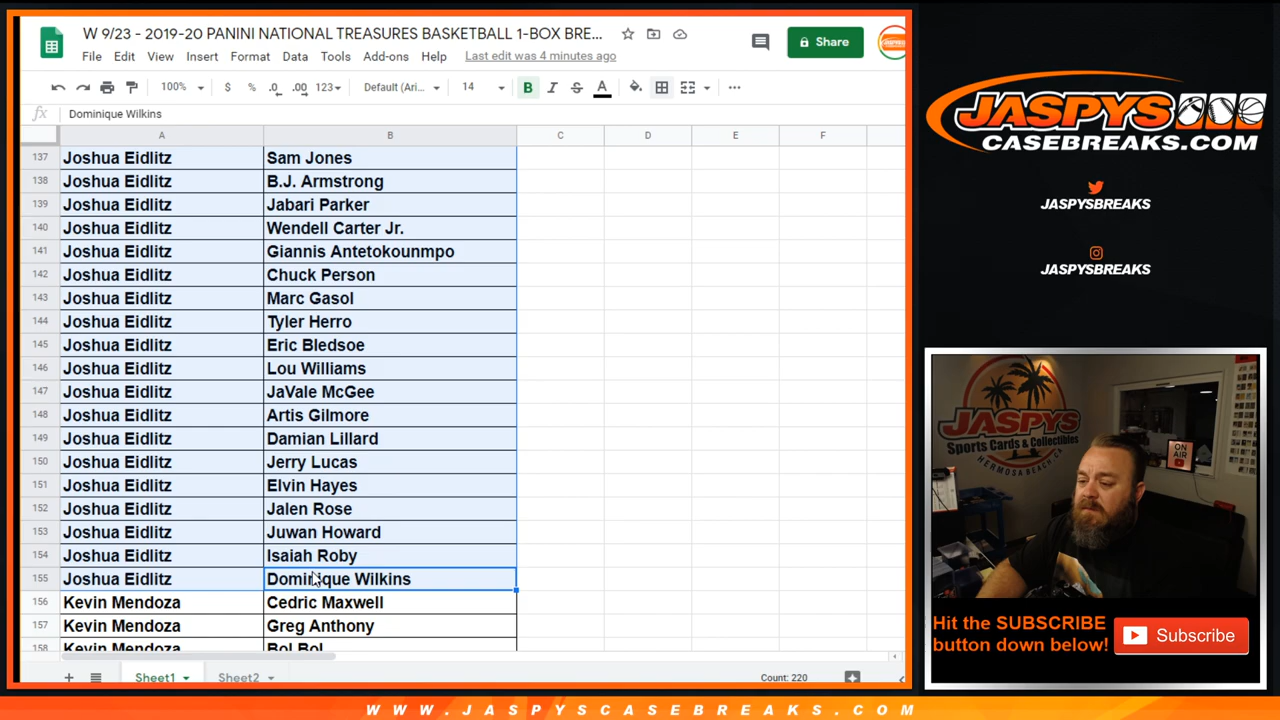 W 9/23 - 2019-20 PANINI NATIONAL TREASURES BASKETBALL 1-BOX BRE...
File Edit View Insert Format Data Tools Add-ons Help Last edit was 4 minutes ago
Share
100% $ % .0 .00 123 Default (Ari... 14 B I S A
fx Dominique Wilkins
A B C D E F
137 Joshua Eidlitz Sam Jones
138 Joshua Eidlitz B.J. Armstrong
139 Joshua Eidlitz Jabari Parker
140 Joshua Eidlitz Wendell Carter Jr.
141 Joshua Eidlitz Giannis Antetokounmpo
142 Joshua Eidlitz Chuck Person
143 Joshua Eidlitz Marc Gasol
144 Joshua Eidlitz Tyler Herro
145 Joshua Eidlitz Eric Bledsoe
146 Joshua Eidlitz Lou Williams
147 Joshua Eidlitz JaVale McGee
148 Joshua Eidlitz Artis Gilmore
149 Joshua Eidlitz Damian Lillard
150 Joshua Eidlitz Jerry Lucas
151 Joshua Eidlitz Elvin Hayes
152 Joshua Eidlitz Jalen Rose
153 Joshua Eidlitz Juwan Howard
154 Joshua Eidlitz Isaiah Roby
155 Joshua Eidlitz Dominique Wilkins
156 Kevin Mendoza Cedric Maxwell
157 Kevin Mendoza Greg Anthony
158 Kevin Mendoza Bol Bol
Sheet1 Sheet2 Count: 220
JASPYS
CASEBREAKS.COM
JASPYSBREAKS
JASPYSBREAKS
JASPYS
Sports Cards & Collectibles
HERMOSA BEACH CA
ON AIR
Hit the SUBSCRIBE
button down below!
Subscribe
WWW.JASPYSCASEBREAKS.COM